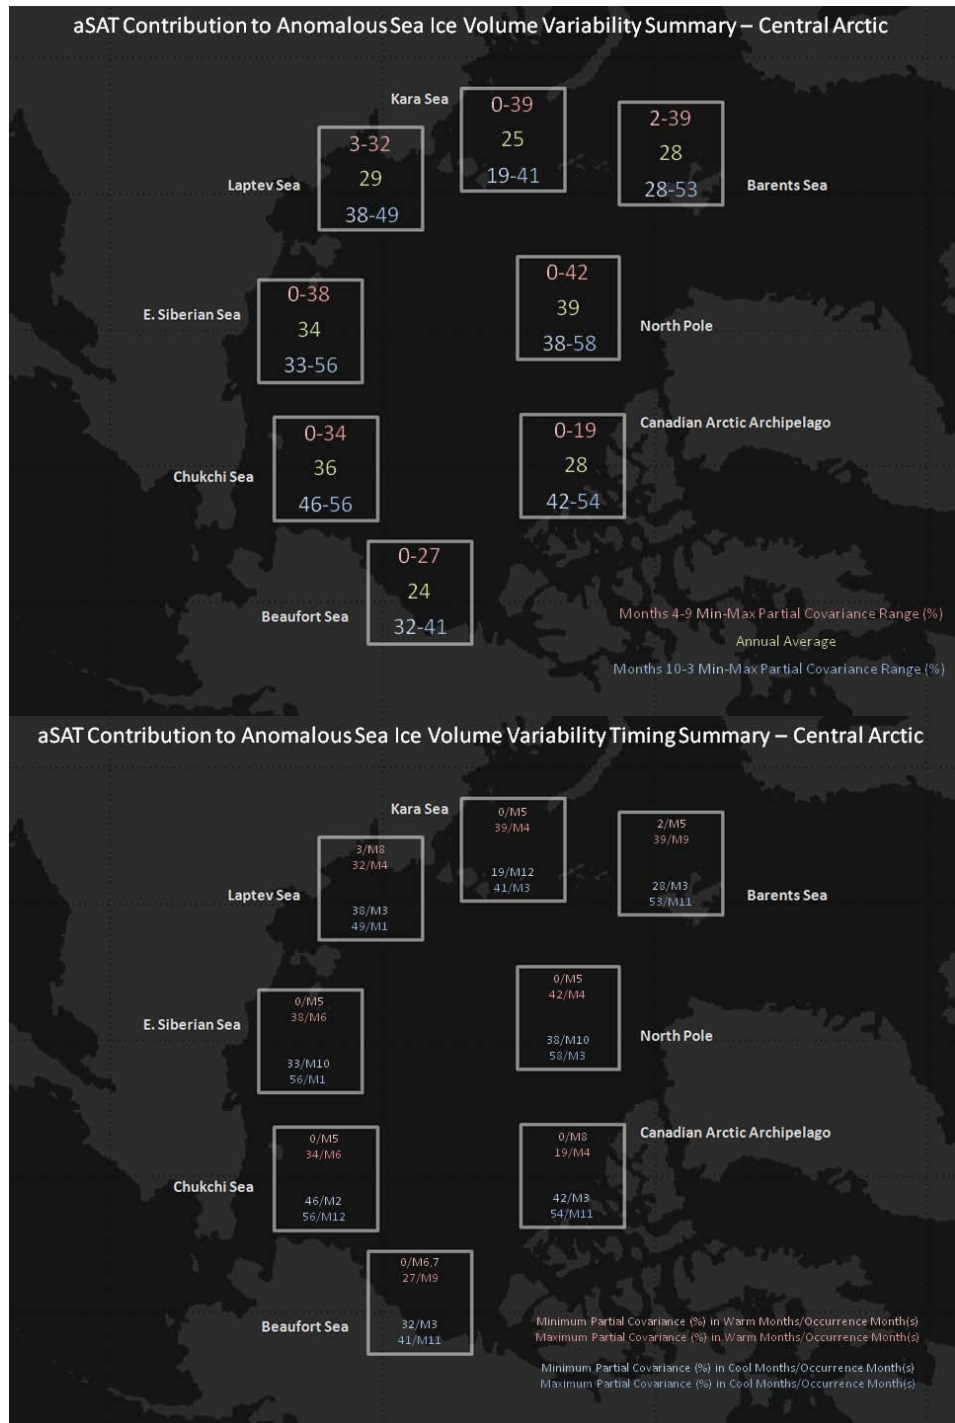 aSAT Contribution to Anomalous Sea Ice Volume Variability Summary – Central Arctic
Kara Sea
0-39
25
19-41
2-39
28
28-53
Barents Sea
Laptev Sea
3-32
29
38-49
E. Siberian Sea
0-38
34
33-56
0-42
39
38-58
North Pole
Chukchi Sea
0-34
36
46-56
0-19
28
42-54
Canadian Arctic Archipelago
Beaufort Sea
0-27
24
32-41
Months 4-9 Min-Max Partial Covariance Range (%)
Annual Average
Months 10-3 Min-Max Partial Covariance Range (%)
aSAT Contribution to Anomalous Sea Ice Volume Variability Timing Summary – Central Arctic
Kara Sea
0/M5
39/M4
19/M12
41/M3
2/M5
39/M9
28/M3
53/M11
Barents Sea
Laptev Sea
3/M8
32/M4
38/M3
49/M1
E. Siberian Sea
0/M5
38/M6
33/M10
56/M1
0/M5
42/M4
38/M10
58/M3
North Pole
Chukchi Sea
0/M5
34/M6
46/M2
56/M12
0/M8
19/M4
42/M3
54/M11
Canadian Arctic Archipelago
Beaufort Sea
0/M6,7
27/M9
32/M3
41/M11
Minimum Partial Covariance (%) in Warm Months/Occurrence Month(s)
Maximum Partial Covariance (%) in Warm Months/Occurrence Month(s)
Minimum Partial Covariance (%) in Cool Months/Occurrence Month(s)
Maximum Partial Covariance (%) in Cool Months/Occurrence Month(s)